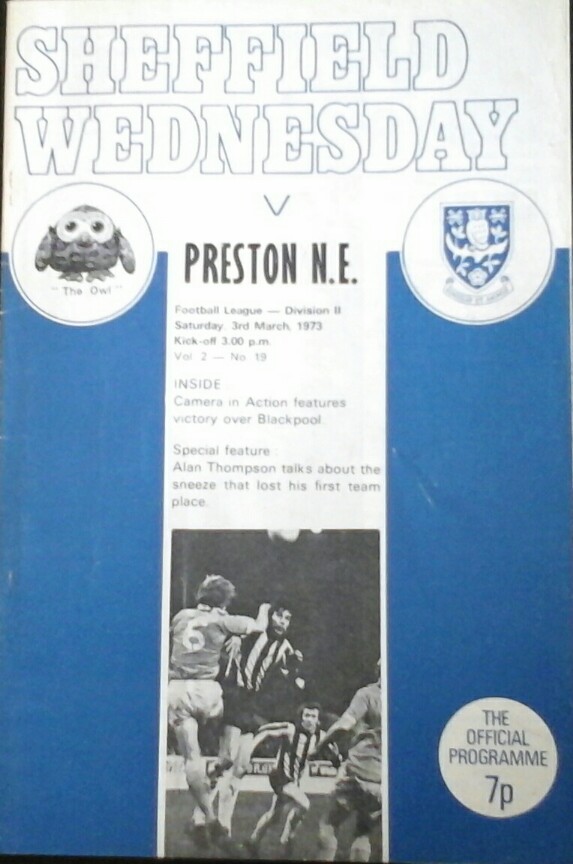 SHEFFIELD
WEDNESDAY
V
"The Owl"
PRESTON N.E.
Football League — Division II
Saturday, 3rd March, 1973
Kick-off 3.00 p.m.
Vol. 2 — No. 19
INSIDE
Camera in Action features
victory over Blackpool.
Special feature :
Alan Thompson talks about the
sneeze that lost his first team
place.
6
THE
OFFICIAL
PROGRAMME
7p